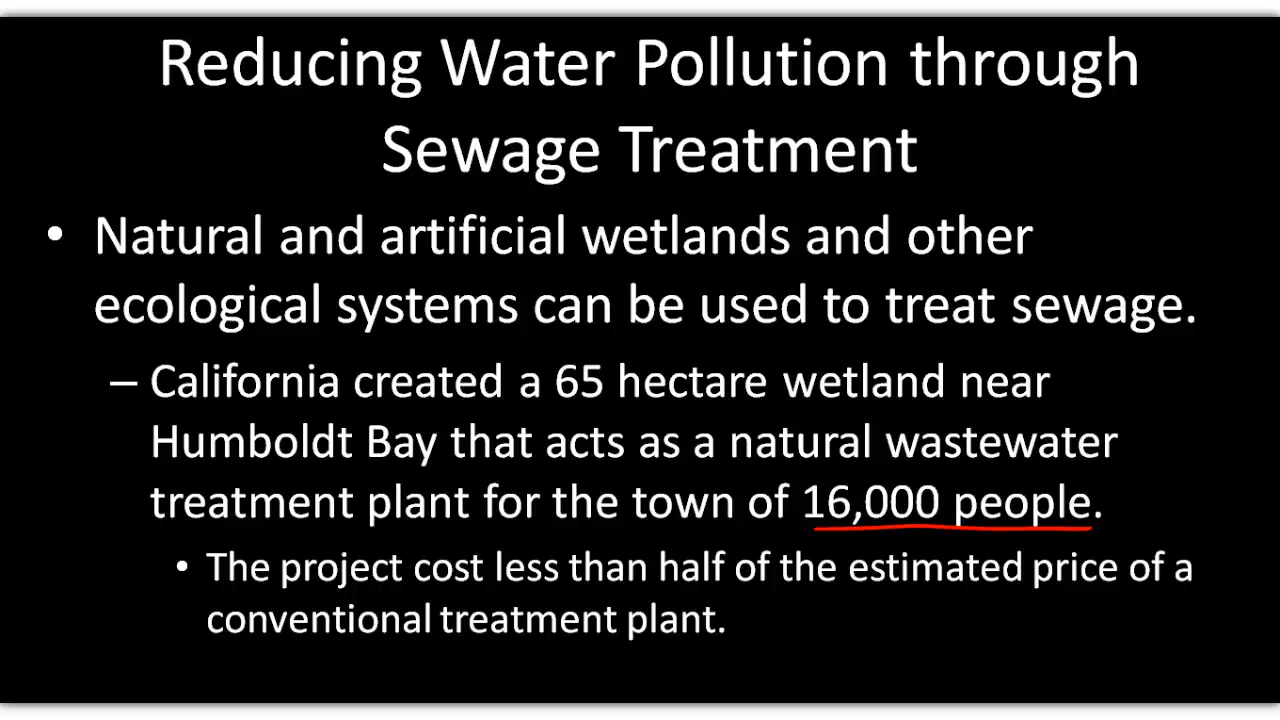 Reducing Water Pollution through
Sewage Treatment
• Natural and artificial wetlands and other
ecological systems can be used to treat sewage.
– California created a 65 hectare wetland near
Humboldt Bay that acts as a natural wastewater
treatment plant for the town of 16,000 people.
• The project cost less than half of the estimated price of a
conventional treatment plant.